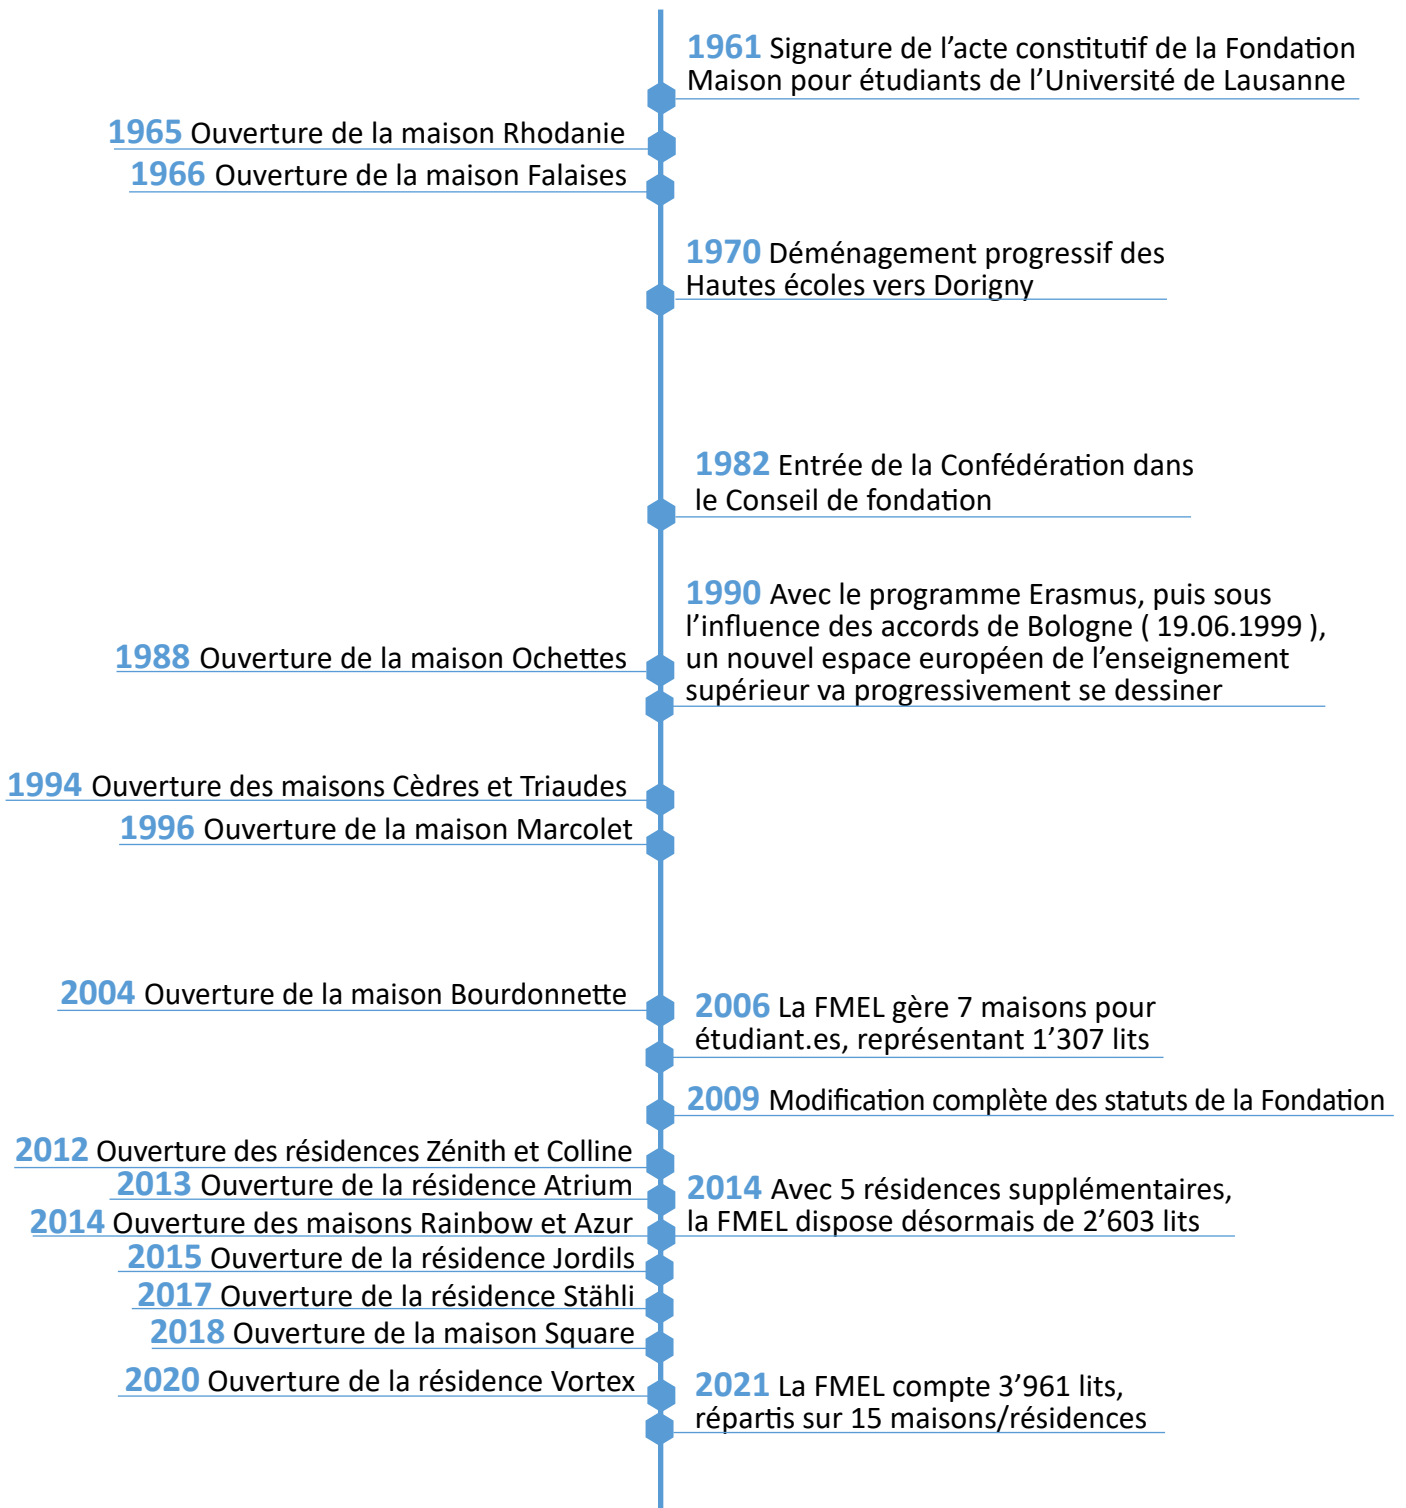 1961 Signature de l’acte constitutif de la Fondation
Maison pour étudiants de l’Université de Lausanne
1965 Ouverture de la maison Rhodanie
1966 Ouverture de la maison Falaises
1970 Déménagement progressif des
Hautes écoles vers Dorigny
1982 Entrée de la Confédération dans
le Conseil de fondation
1988 Ouverture de la maison Ochettes
1990 Avec le programme Erasmus, puis sous
l’influence des accords de Bologne ( 19.06.1999 ),
un nouvel espace européen de l’enseignement
supérieur va progressivement se dessiner
1994 Ouverture des maisons Cèdres et Triaudes
1996 Ouverture de la maison Marcolet
2004 Ouverture de la maison Bourdonnette
2006 La FMEL gère 7 maisons pour
étudiant.es, représentant 1’307 lits
2009 Modification complète des statuts de la Fondation
2012 Ouverture des résidences Zénith et Colline
2013 Ouverture de la résidence Atrium
2014 Ouverture des maisons Rainbow et Azur
2014 Avec 5 résidences supplémentaires,
la FMEL dispose désormais de 2’603 lits
2015 Ouverture de la résidence Jordils
2017 Ouverture de la résidence Stähli
2018 Ouverture de la maison Square
2020 Ouverture de la résidence Vortex
2021 La FMEL compte 3’961 lits,
répartis sur 15 maisons/résidences